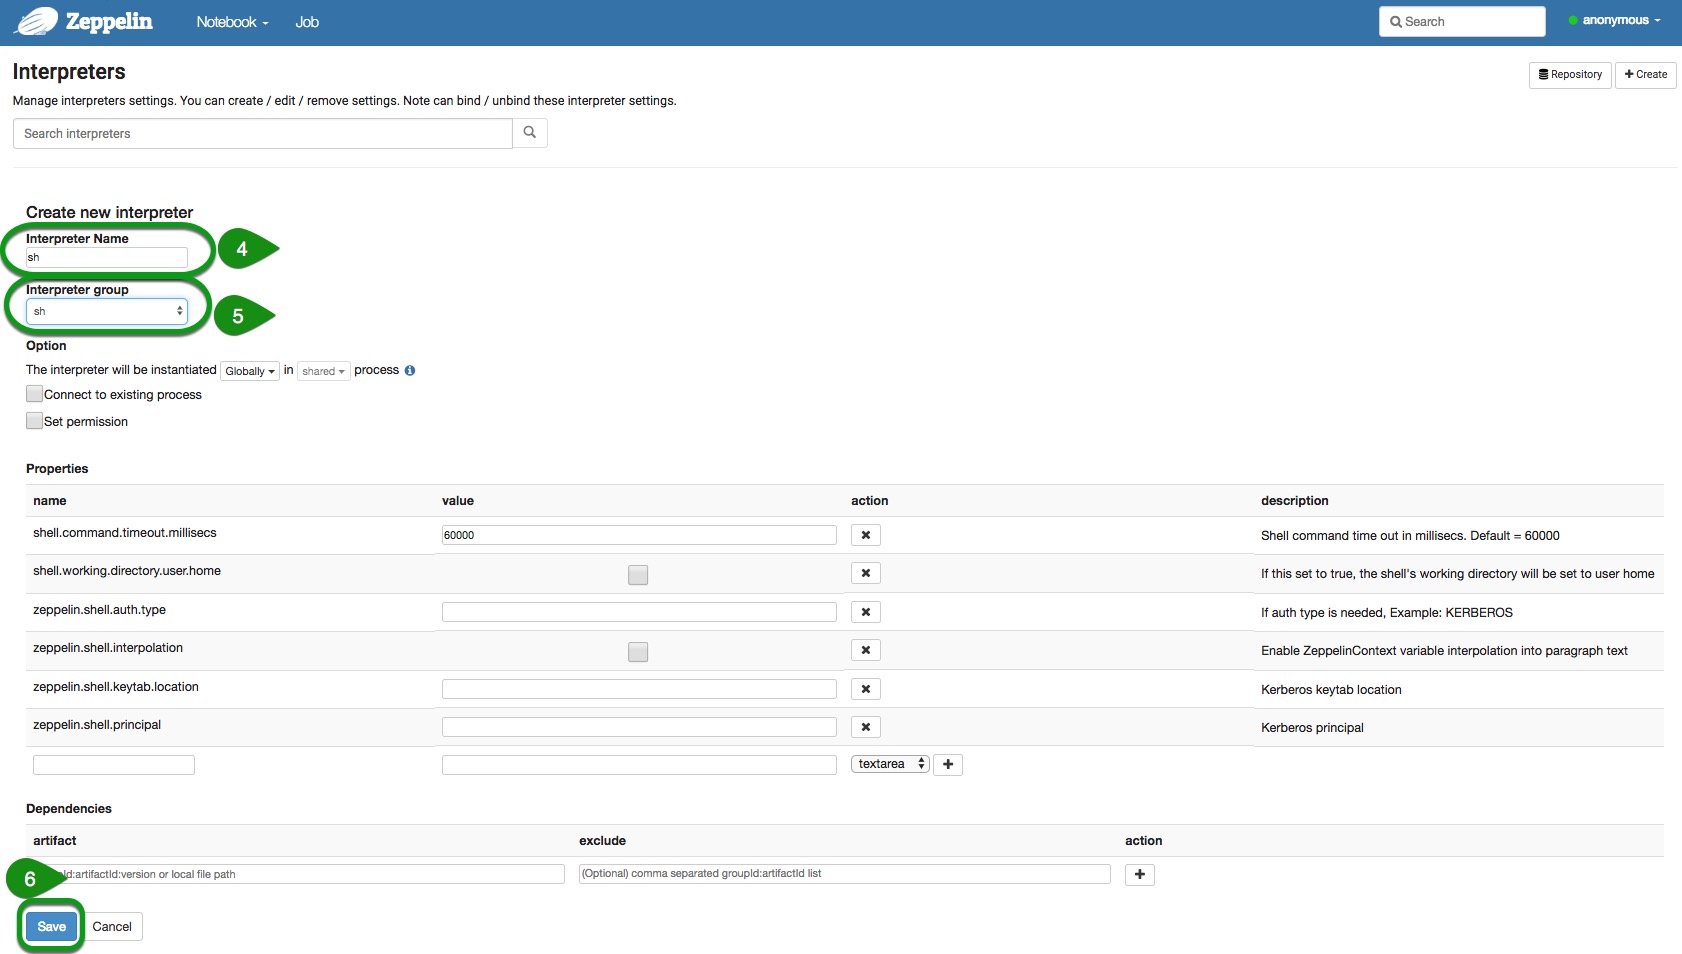 Zeppelin Notebook Job Search anonymous
Interpreters
Repository Create
Manage interpreters settings. You can create / edit / remove settings. Note can bind / unbind these interpreter settings.
Search interpreters
Create new interpreter
Interpreter Name
sh
4
Interpreter group
sh
5
Option
The interpreter will be instantiated Globally in shared process
Connect to existing process
Set permission
Properties
name value action description
shell.command.timeout.millisecs 60000 Shell command time out in millisecs. Default = 60000
shell.working.directory.user.home If this set to true, the shell's working directory will be set to user home
zeppelin.shell.auth.type If auth type is needed, Example: KERBEROS
zeppelin.shell.interpolation Enable ZeppelinContext variable interpolation into paragraph text
zeppelin.shell.keytab.location Kerberos keytab location
zeppelin.shell.principal Kerberos principal
textarea
Dependencies
artifact exclude action
6 Id:artifactId:version or local file path (Optional) comma separated groupId:artifactId list
Save Cancel